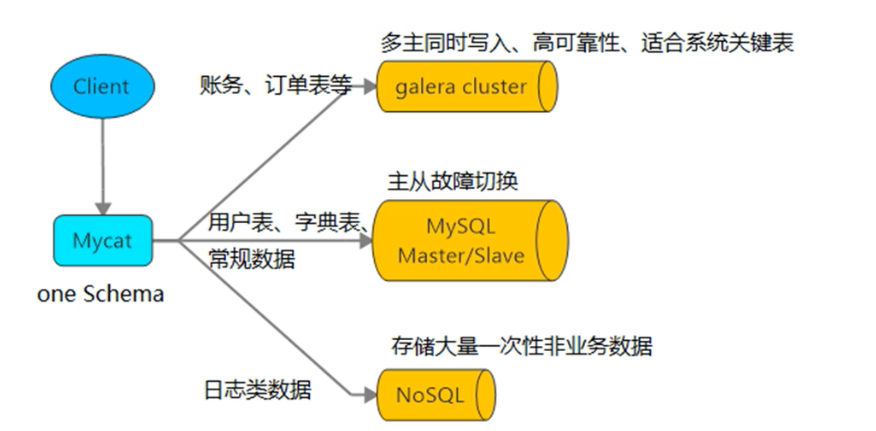 多主同时写入、高可靠性、适合系统关键表
Client
账务、订单表等
galera cluster
主从故障切换
用户表、字典表、
常规数据
MySQL
Master/Slave
Mycat
one Schema
存储大量一次性非业务数据
日志类数据
NoSQL